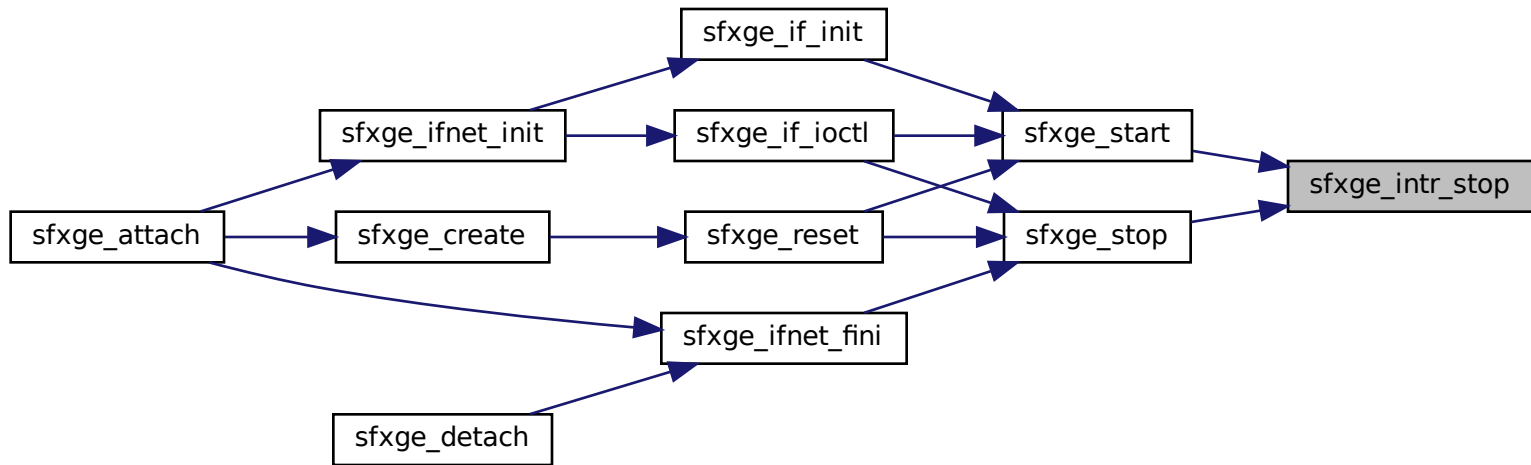 sfxge_if_init
sfxge_ifnet_init
sfxge_if_ioctl
sfxge_start
sfxge_intr_stop
sfxge_attach
sfxge_create
sfxge_reset
sfxge_stop
sfxge_ifnet_fini
sfxge_detach